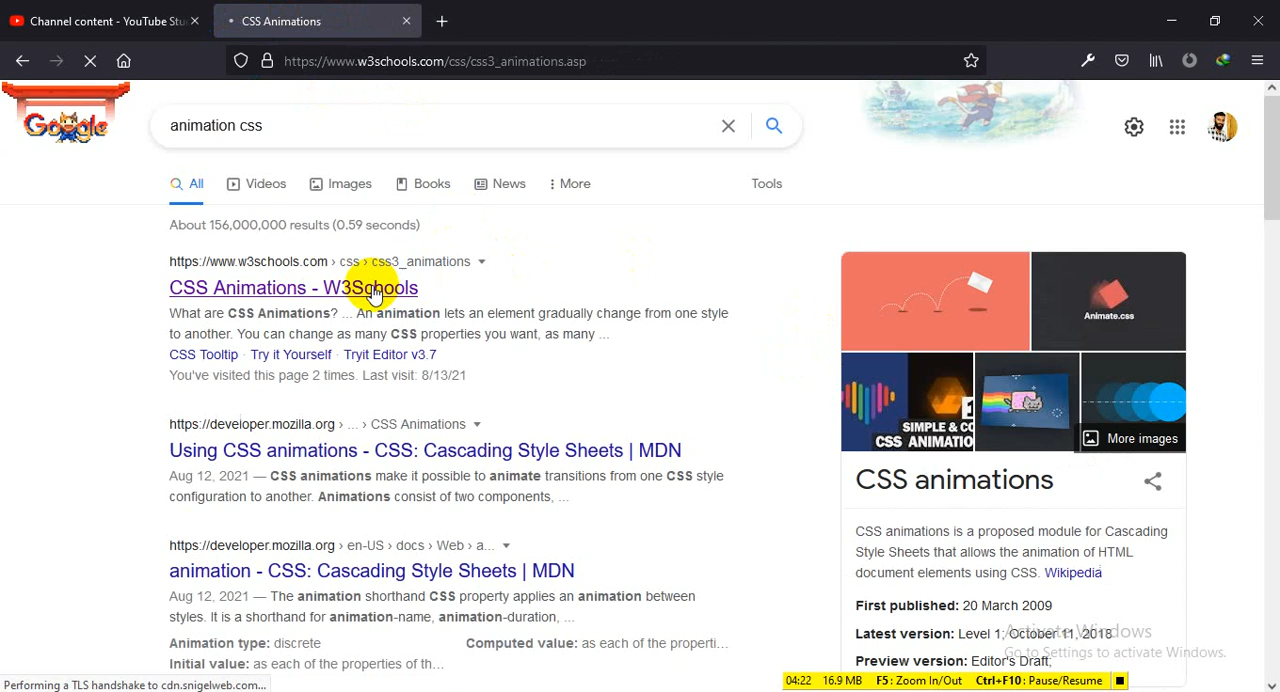 Channel content - YouTube Stu
CSS Animations
https://www.w3schools.com/css/css3_animations.asp
Google
animation css
All
Videos
Images
Books
News
More
Tools
About 156,000,000 results (0.59 seconds)
https://www.w3schools.com › css › css3_animations
CSS Animations - W3Schools
What are CSS Animations? ... An animation lets an element gradually change from one style
to another. You can change as many CSS properties you want, as many ...
CSS Tooltip · Try it Yourself · Tryit Editor v3.7
You've visited this page 2 times. Last visit: 8/13/21
https://developer.mozilla.org › ... › CSS Animations
Using CSS animations - CSS: Cascading Style Sheets | MDN
Aug 12, 2021 — CSS animations make it possible to animate transitions from one CSS style
configuration to another. Animations consist of two components, ...
https://developer.mozilla.org › en-US › docs › Web › a...
animation - CSS: Cascading Style Sheets | MDN
Aug 12, 2021 — The animation shorthand CSS property applies an animation between
styles. It is a shorthand for animation-name, animation-duration, ...
Animation type: discrete
Computed value: as each of the properti...
Initial value: as each of the properties of th...
Animate.css
SIMPLE & CO
CSS ANIMATION
1
More images
CSS animations
CSS animations is a proposed module for Cascading
Style Sheets that allows the animation of HTML
document elements using CSS. Wikipedia
First published: 20 March 2009
Latest version: Level 1, October 11, 2018
Preview version: Editor's Draft;
Activate Windows
Go to Settings to activate Windows.
Performing a TLS handshake to cdn.snigelweb.com...
04:22 16.9 MB F5: Zoom In/Out Ctrl+F10: Pause/Resume